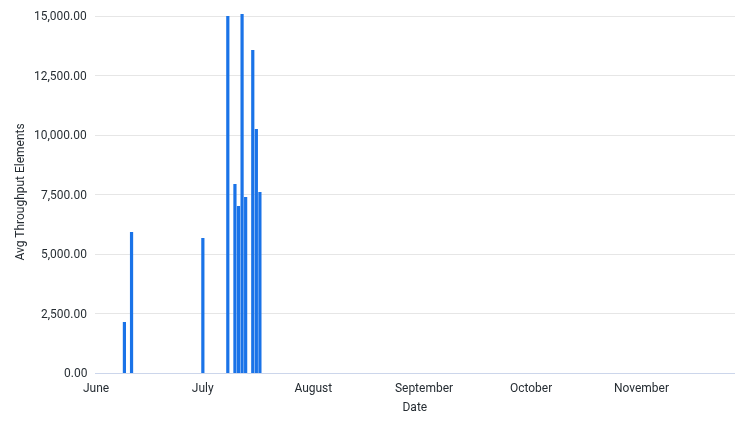 15,000.00
12,500.00
10,000.00
7,500.00
5,000.00
2,500.00
0.00
Avg Throughput Elements
June July August September October November
Date